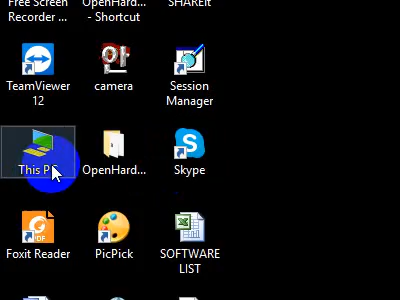 Free Screen
Recorder ...
OpenHard...
- Shortcut
SHAREit
TeamViewer
12
camera
Session
Manager
This PC
OpenHard...
Skype
Foxit Reader
PicPick
SOFTWARE
LIST